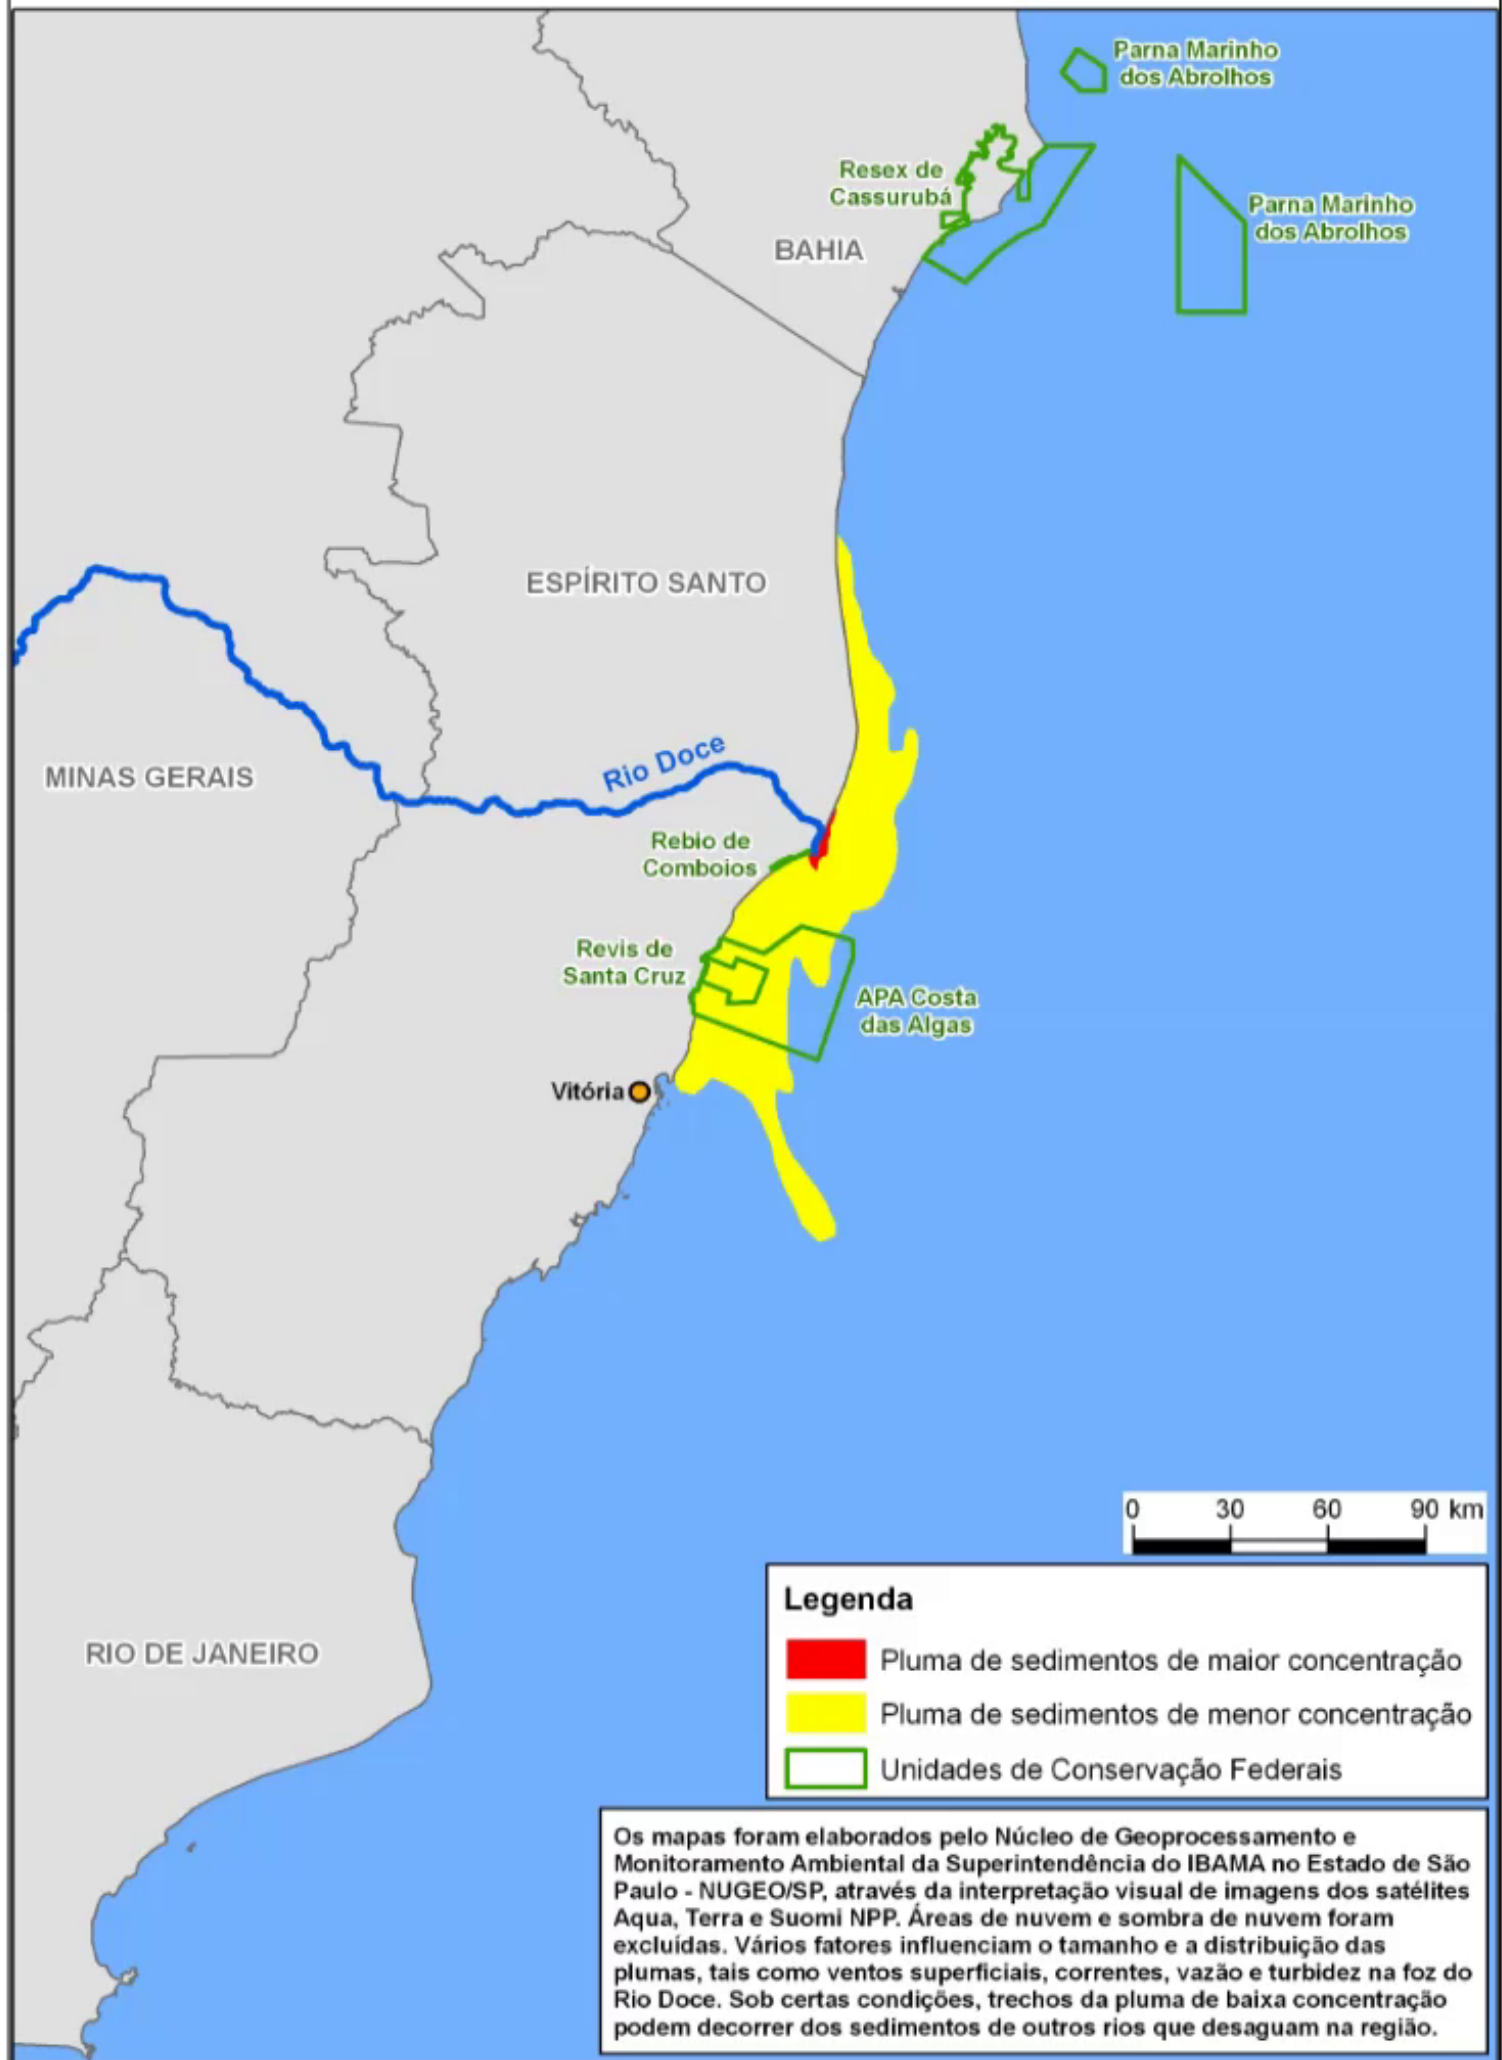 Parna Marinho
dos Abrolhos
Resex de
Cassurubá
Parna Marinho
dos Abrolhos
BAHIA
ESPÍRITO SANTO
Rio Doce
MINAS GERAIS
Rebio de
Comboios
Revis de
Santa Cruz
APA Costa
das Algas
Vitória
0 30 60 90 km
RIO DE JANEIRO
Legenda
Pluma de sedimentos de maior concentração
Pluma de sedimentos de menor concentração
Unidades de Conservação Federais
Os mapas foram elaborados pelo Núcleo de Geoprocessamento e
Monitoramento Ambiental da Superintendência do IBAMA no Estado de São
Paulo - NUGEO/SP, através da interpretação visual de imagens dos satélites
Aqua, Terra e Suomi NPP. Áreas de nuvem e sombra de nuvem foram
excluídas. Vários fatores influenciam o tamanho e a distribuição das
plumas, tais como ventos superficiais, correntes, vazão e turbidez na foz do
Rio Doce. Sob certas condições, trechos da pluma de baixa concentração
podem decorrer dos sedimentos de outros rios que desaguam na região.